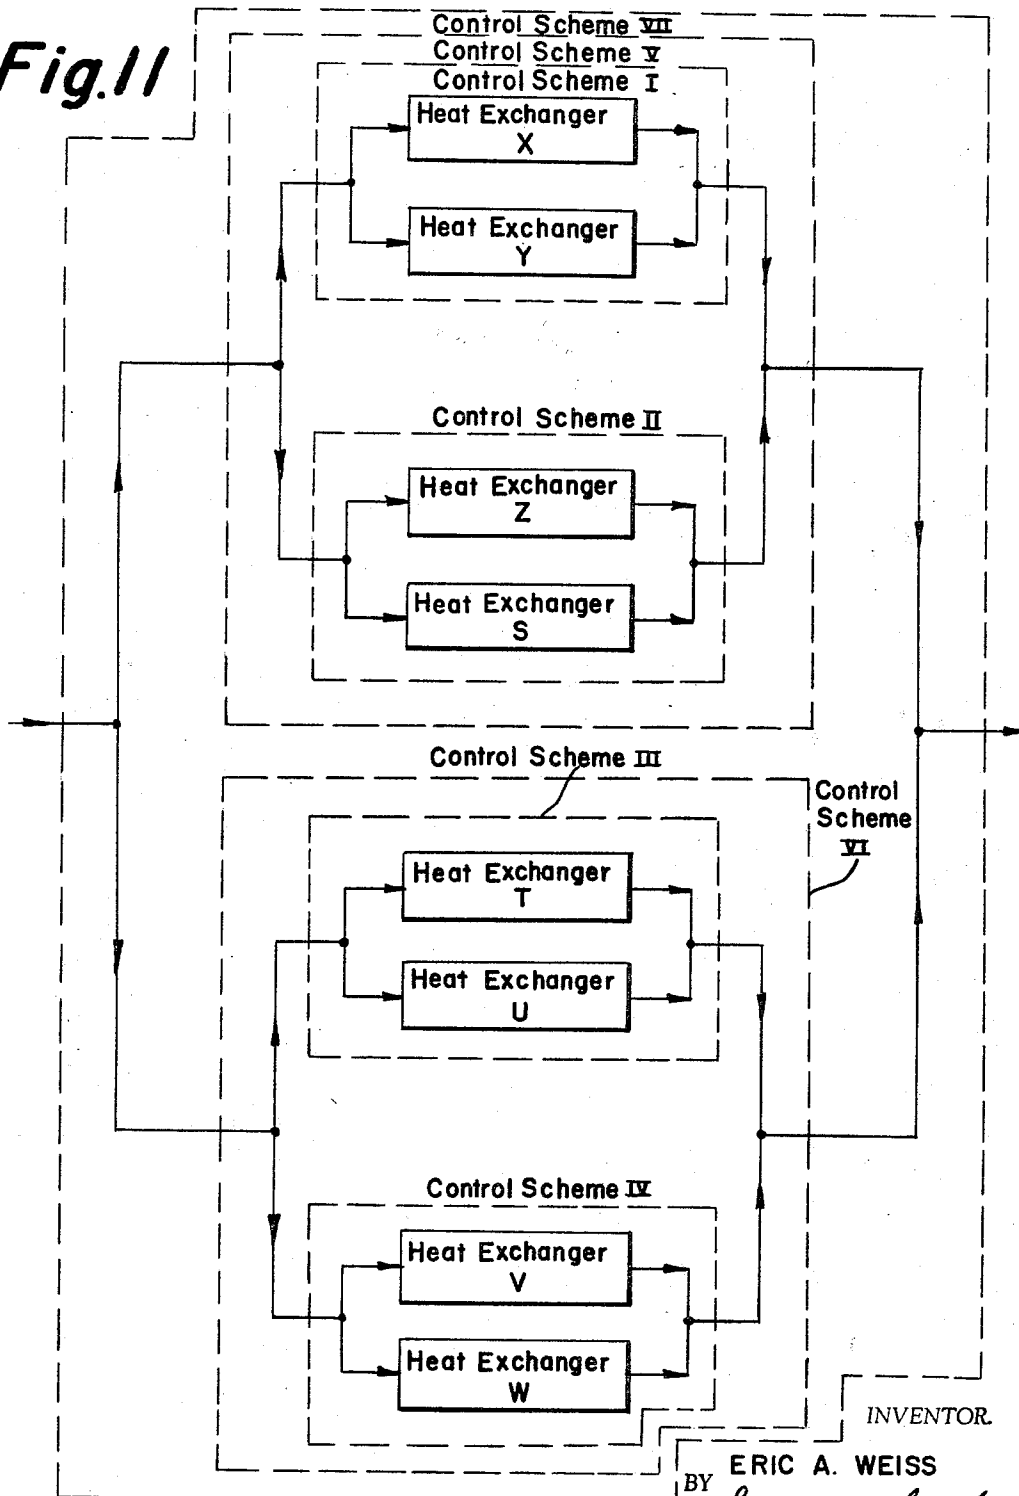 Fig.11
Control Scheme VII
Control Scheme V
Control Scheme I
Heat Exchanger
X
Heat Exchanger
Y
Control Scheme II
Heat Exchanger
Z
Heat Exchanger
S
Control Scheme III
Control
Scheme
VI
Heat Exchanger
T
Heat Exchanger
U
Control Scheme IV
Heat Exchanger
V
Heat Exchanger
W
INVENTOR.
BY ERIC A. WEISS